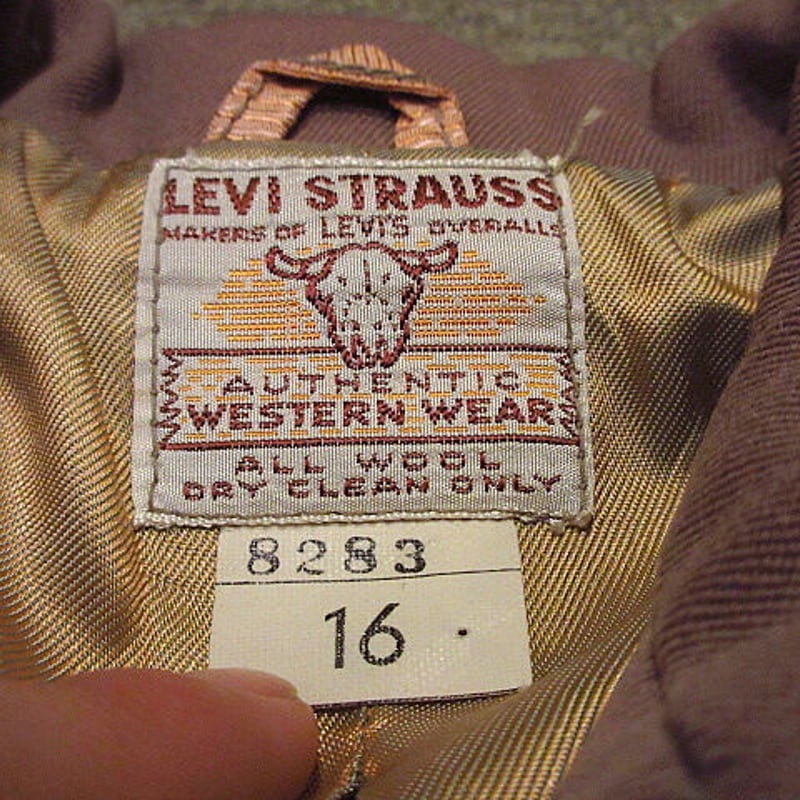 LEVI STRAUSS
MAKERS OF LEVI'S OVERALLS
AUTHENTIC
WESTERN WEAR
ALL WOOL
DRY CLEAN ONLY
8283
16